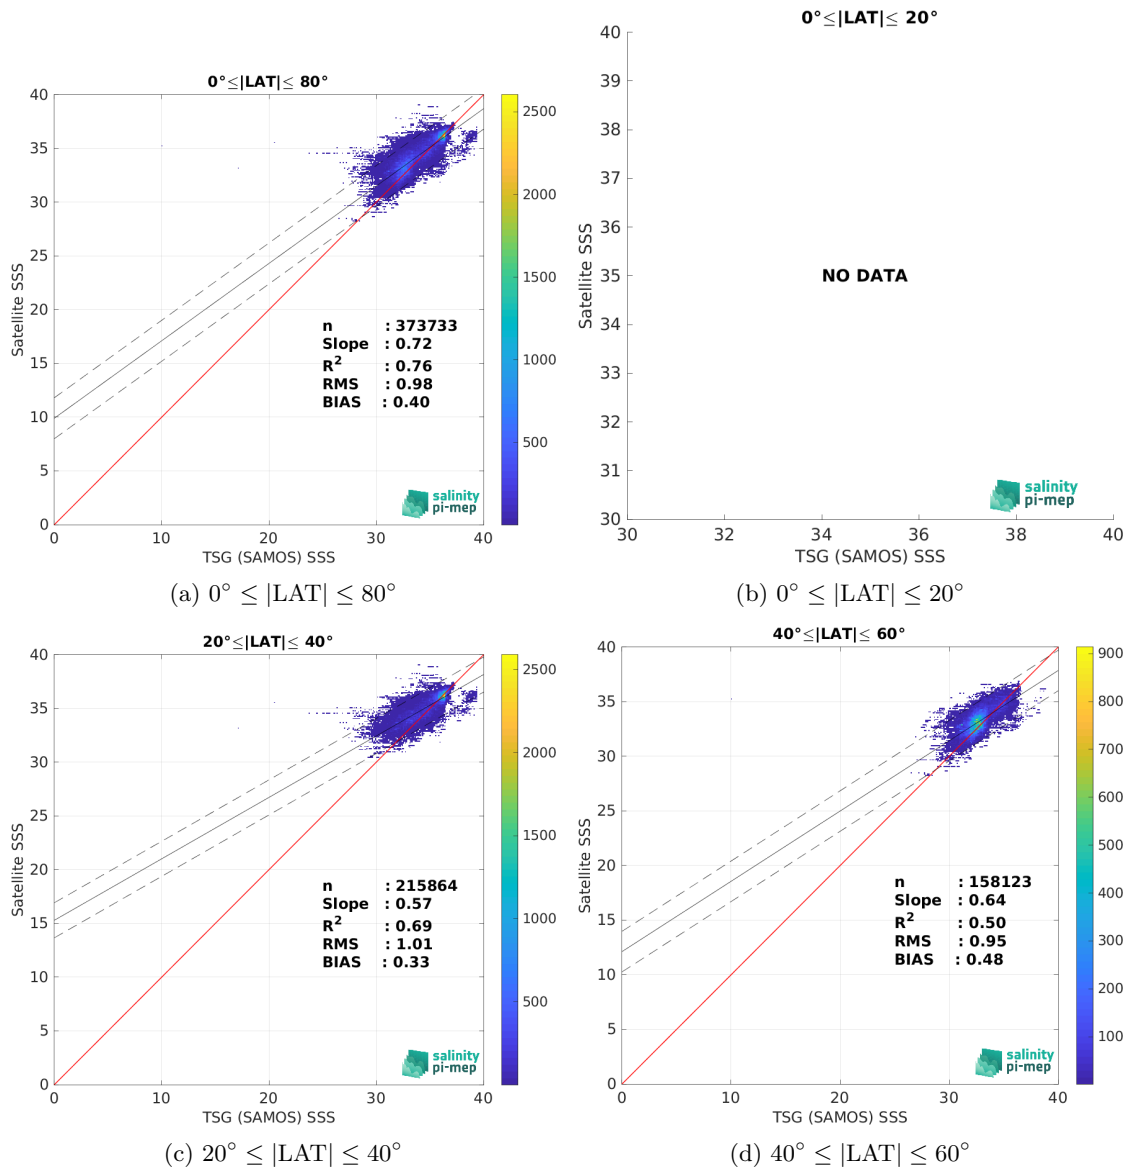 0°≤|LAT|≤ 80°
40
35
30
25
20
15
10
5
0
0
10
20
30
40
Satellite SSS
TSG (SAMOS) SSS
n : 373733
Slope : 0.72
R² : 0.76
RMS : 0.98
BIAS : 0.40
salinity
pi-mep
2500
2000
1500
1000
500
(a) 0° ≤ |LAT| ≤ 80°
0°≤|LAT|≤ 20°
40
39
38
37
36
35
34
33
32
31
30
30
32
34
36
38
40
Satellite SSS
TSG (SAMOS) SSS
NO DATA
salinity
pi-mep
(b) 0° ≤ |LAT| ≤ 20°
20°≤|LAT|≤ 40°
40
35
30
25
20
15
10
5
0
0
10
20
30
40
Satellite SSS
TSG (SAMOS) SSS
n : 215864
Slope : 0.57
R² : 0.69
RMS : 1.01
BIAS : 0.33
salinity
pi-mep
2500
2000
1500
1000
500
(c) 20° ≤ |LAT| ≤ 40°
40°≤|LAT|≤ 60°
40
35
30
25
20
15
10
5
0
0
10
20
30
40
Satellite SSS
TSG (SAMOS) SSS
n : 158123
Slope : 0.64
R² : 0.50
RMS : 0.95
BIAS : 0.48
salinity
pi-mep
900
800
700
600
500
400
300
200
100
(d) 40° ≤ |LAT| ≤ 60°